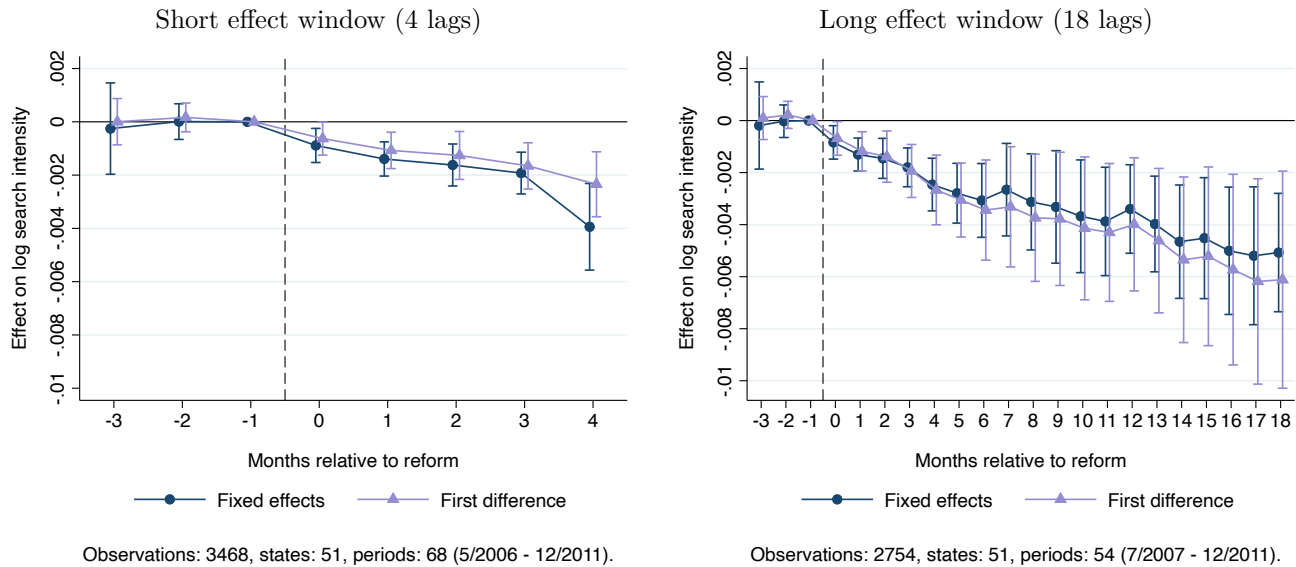 Short effect window (4 lags)
Effect on log search intensity
.002
0
-.002
-.004
-.006
-.008
-.01
-3 -2 -1 0 1 2 3 4
Months relative to reform
Fixed effects First difference
Observations: 3468, states: 51, periods: 68 (5/2006 - 12/2011).
Long effect window (18 lags)
Effect on log search intensity
.002
0
-.002
-.004
-.006
-.008
-.01
-3 -2 -1 0 1 2 3 4 5 6 7 8 9 10 11 12 13 14 15 16 17 18
Months relative to reform
Fixed effects First difference
Observations: 2754, states: 51, periods: 54 (7/2007 - 12/2011).